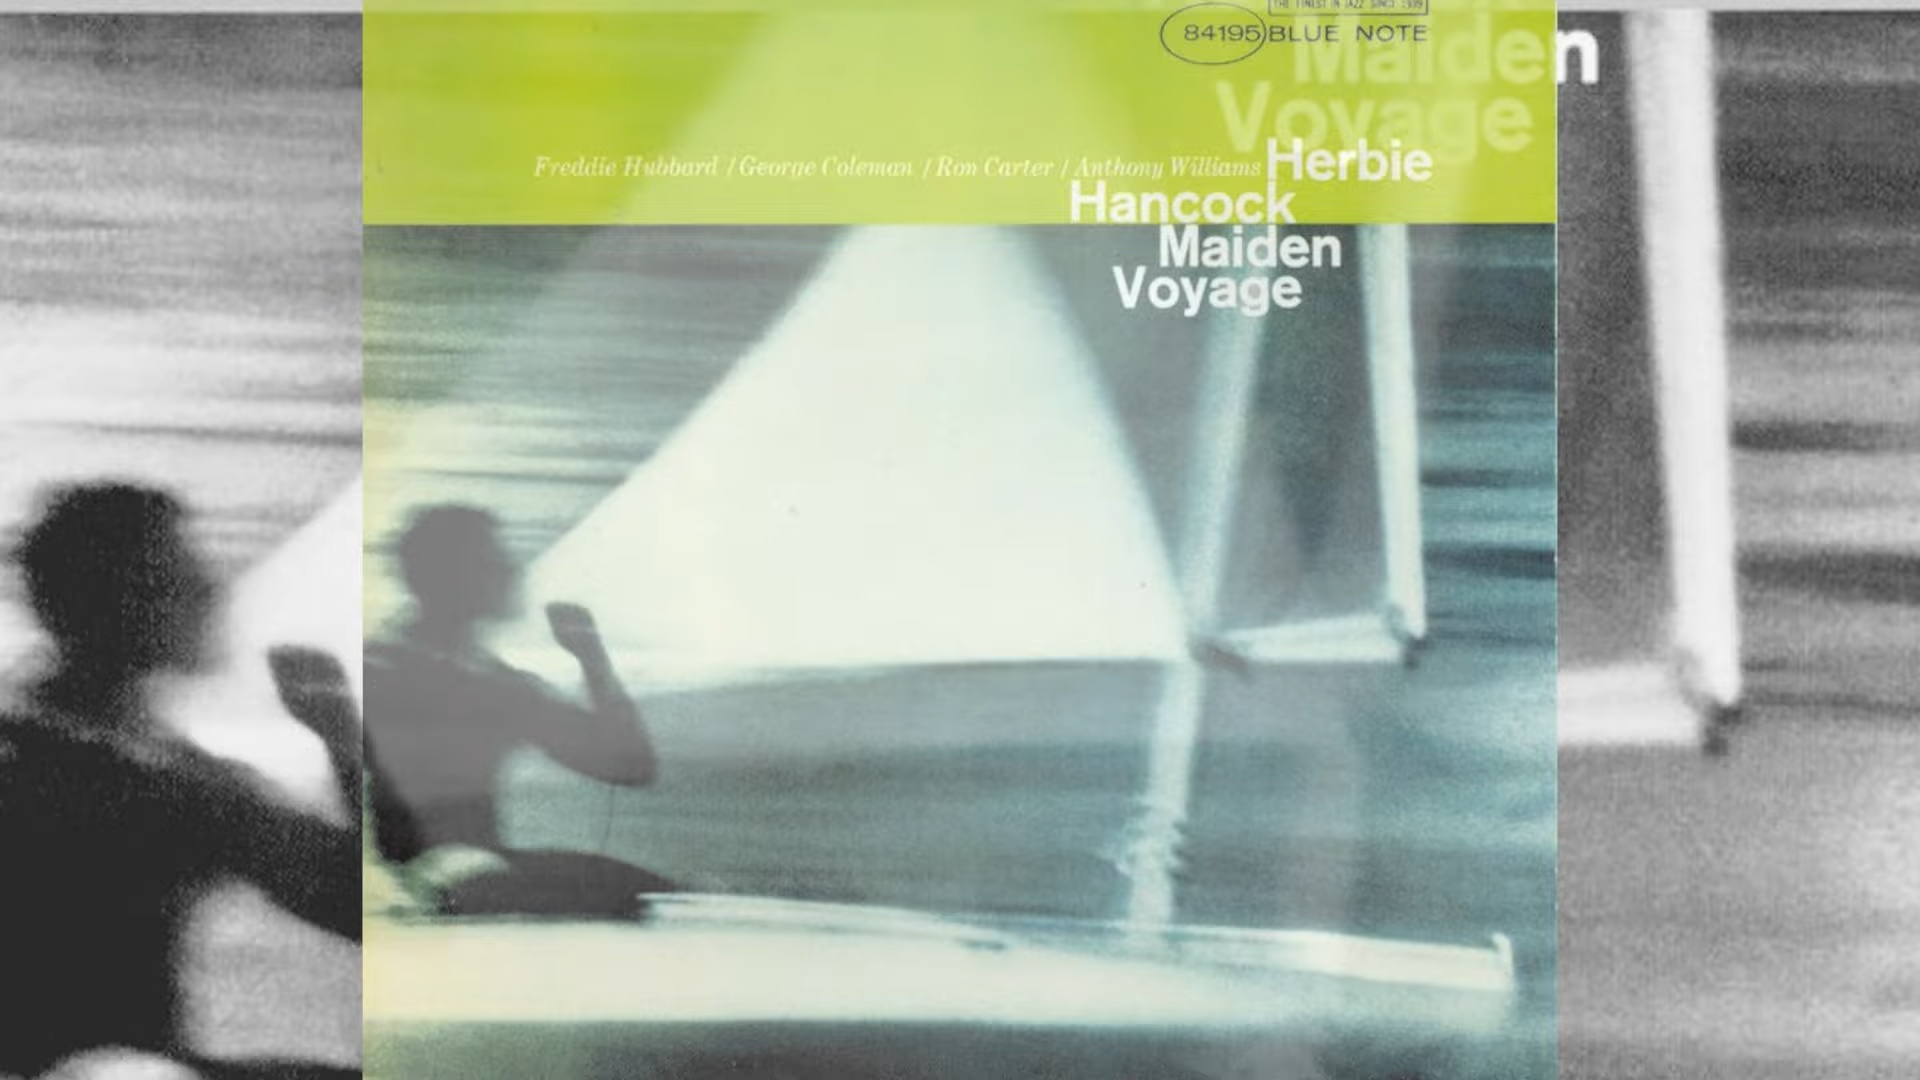 THE FINEST IN JAZZ SINCE 1939
84195 BLUE NOTE
Maiden
Voyage
Freddie Hubbard / George Coleman / Ron Carter / Anthony Williams Herbie
Hancock
Maiden
Voyage